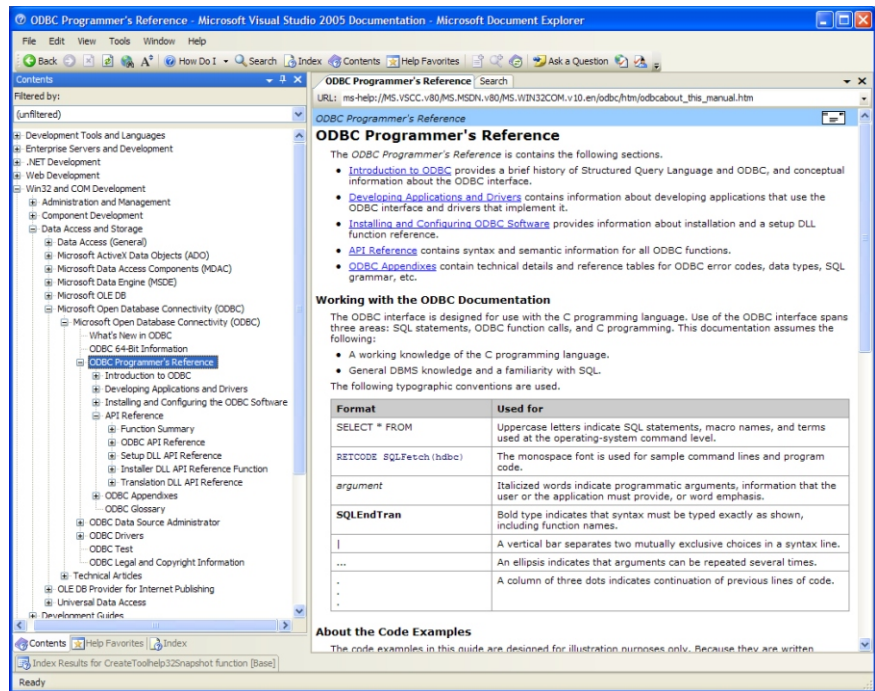 ODBC Programmer's Reference - Microsoft Visual Studio 2005 Documentation - Microsoft Document Explorer
File Edit View Tools Window Help
Back How Do I Search Index Contents Help Favorites Ask a Question
Contents
Filtered by:
(unfiltered)
Development Tools and Languages
Enterprise Servers and Development
.NET Development
Web Development
Win32 and COM Development
Administration and Management
Component Development
Data Access and Storage
Data Access (General)
Microsoft ActiveX Data Objects (ADO)
Microsoft Data Access Components (MDAC)
Microsoft Data Engine (MSDE)
Microsoft OLE DB
Microsoft Open Database Connectivity (ODBC)
Microsoft Open Database Connectivity (ODBC)
What's New in ODBC
ODBC 64-Bit Information
ODBC Programmer's Reference
Introduction to ODBC
Developing Applications and Drivers
Installing and Configuring the ODBC Software
API Reference
Function Summary
ODBC API Reference
Setup DLL API Reference
Installer DLL API Reference Function
Translation DLL API Reference
ODBC Appendixes
ODBC Glossary
ODBC Data Source Administrator
ODBC Drivers
ODBC Test
ODBC Legal and Copyright Information
Technical Articles
OLE DB Provider for Internet Publishing
Universal Data Access
Development Guides
Contents Help Favorites Index
Index Results for CreateToolhelp32Snapshot function [Base]
Ready
ODBC Programmer's Reference Search
URL: ms-help://MS.VSCC.v80/MS.MSDN.v80/MS.WIN32COM.v10.en/odbc/htm/odbcabout_this_manual.htm
ODBC Programmer's Reference
ODBC Programmer's Reference
The ODBC Programmer's Reference is contains the following sections.
• Introduction to ODBC provides a brief history of Structured Query Language and ODBC, and conceptual
information about the ODBC interface.
• Developing Applications and Drivers contains information about developing applications that use the
ODBC interface and drivers that implement it.
• Installing and Configuring ODBC Software provides information about installation and a setup DLL
function reference.
• API Reference contains syntax and semantic information for all ODBC functions.
• ODBC Appendixes contain technical details and reference tables for ODBC error codes, data types, SQL
grammar, etc.
Working with the ODBC Documentation
The ODBC interface is designed for use with the C programming language. Use of the ODBC interface spans
three areas: SQL statements, ODBC function calls, and C programming. This documentation assumes the
following:
• A working knowledge of the C programming language.
• General DBMS knowledge and a familiarity with SQL.
The following typographic conventions are used.
Format Used for
SELECT * FROM Uppercase letters indicate SQL statements, macro names, and terms
used at the operating-system command level.
RETCODE SQLFetch(hdbc) The monospace font is used for sample command lines and program
code.
argument Italicized words indicate programmatic arguments, information that the
user or the application must provide, or word emphasis.
SQLEndTran Bold type indicates that syntax must be typed exactly as shown,
including function names.
| A vertical bar separates two mutually exclusive choices in a syntax line.
... An ellipsis indicates that arguments can be repeated several times.
. A column of three dots indicates continuation of previous lines of code.
.
.
About the Code Examples
The code examples in this guide are designed for illustration purposes only. Because they are written